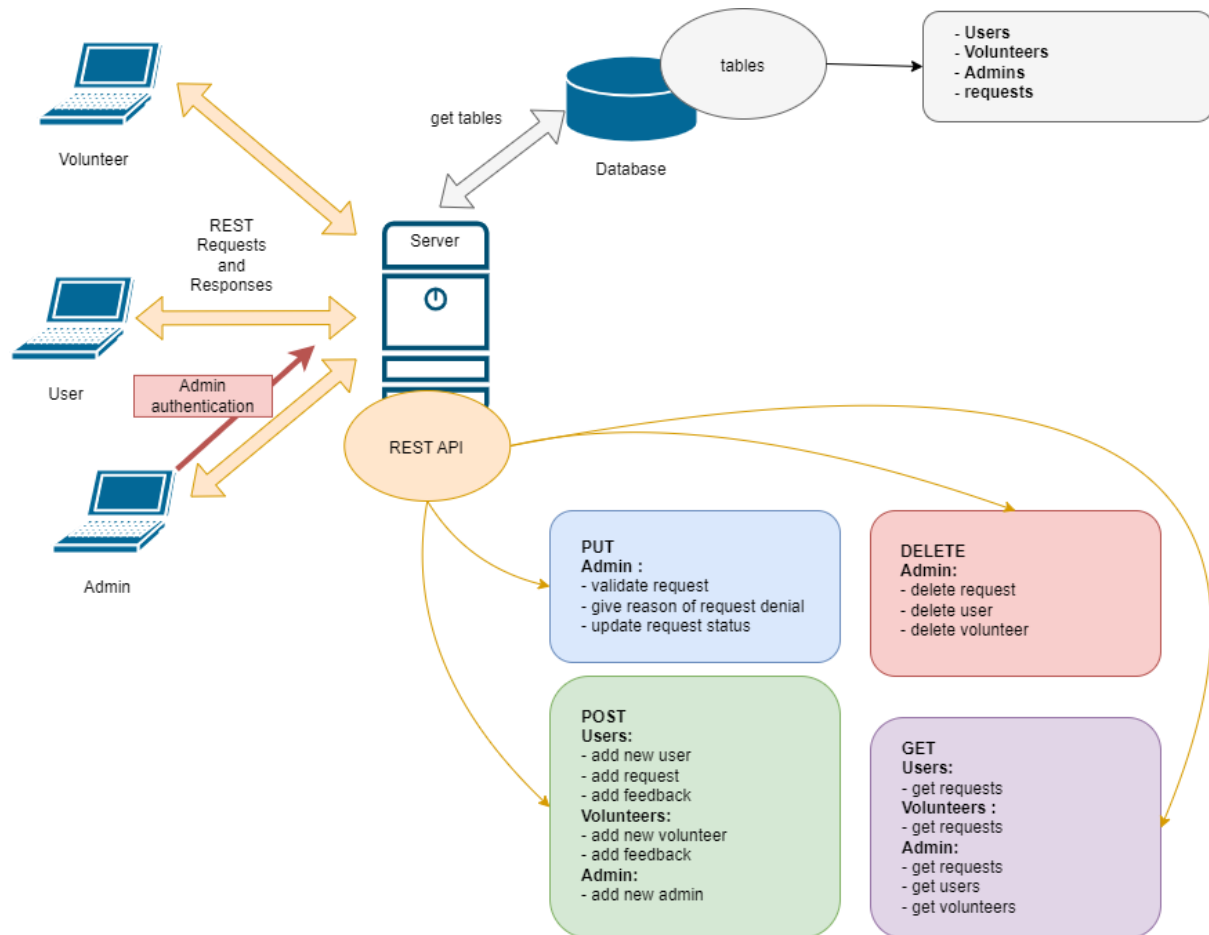 - Users
- Volunteers
- Admins
- requests
tables
get tables
Database
Volunteer
REST
Requests
and
Responses
Server
User
Admin
authentication
REST API
Admin
PUT
Admin :
- validate request
- give reason of request denial
- update request status
DELETE
Admin:
- delete request
- delete user
- delete volunteer
POST
Users:
- add new user
- add request
- add feedback
Volunteers:
- add new volunteer
- add feedback
Admin:
- add new admin
GET
Users:
- get requests
Volunteers :
- get requests
Admin:
- get requests
- get users
- get volunteers